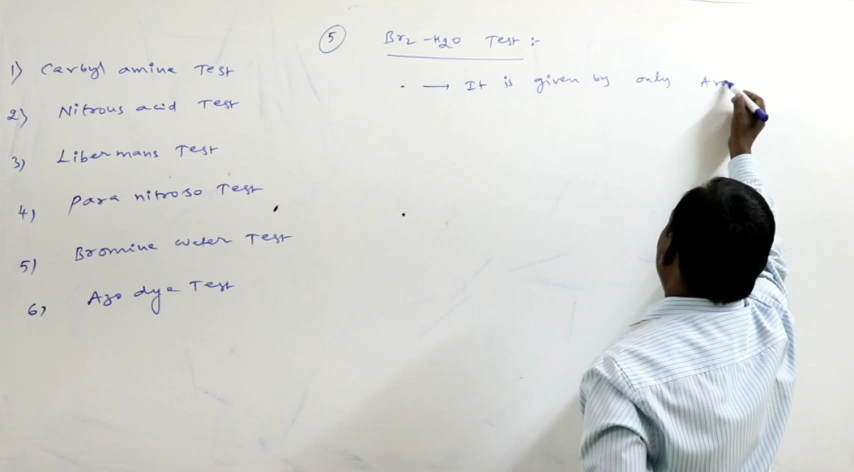 1) Carbyl amine Test
2) Nitrous acid Test
3) Libermans Test
4) Para nitroso Test
5) Bromine water Test
6) Azo dye Test
5 Br2 -H2O Test :-
. → It is given by only